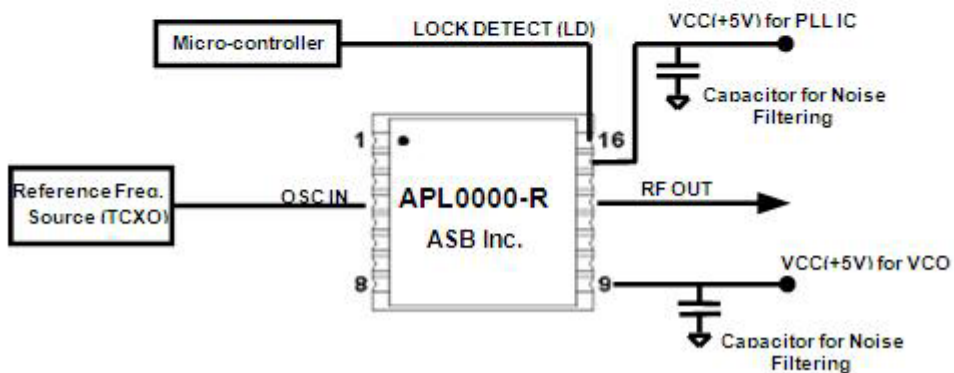 LOCK DETECT (LD)
VCC(+5V) for PLL IC
Micro-controller
Capacitor for Noise
Filtering
1
16
Reference Freq.
Source (TCXO)
OSC IN
APL0000-R
ASB Inc.
RF OUT
8
9
VCC(+5V) for VCO
Capacitor for Noise
Filtering